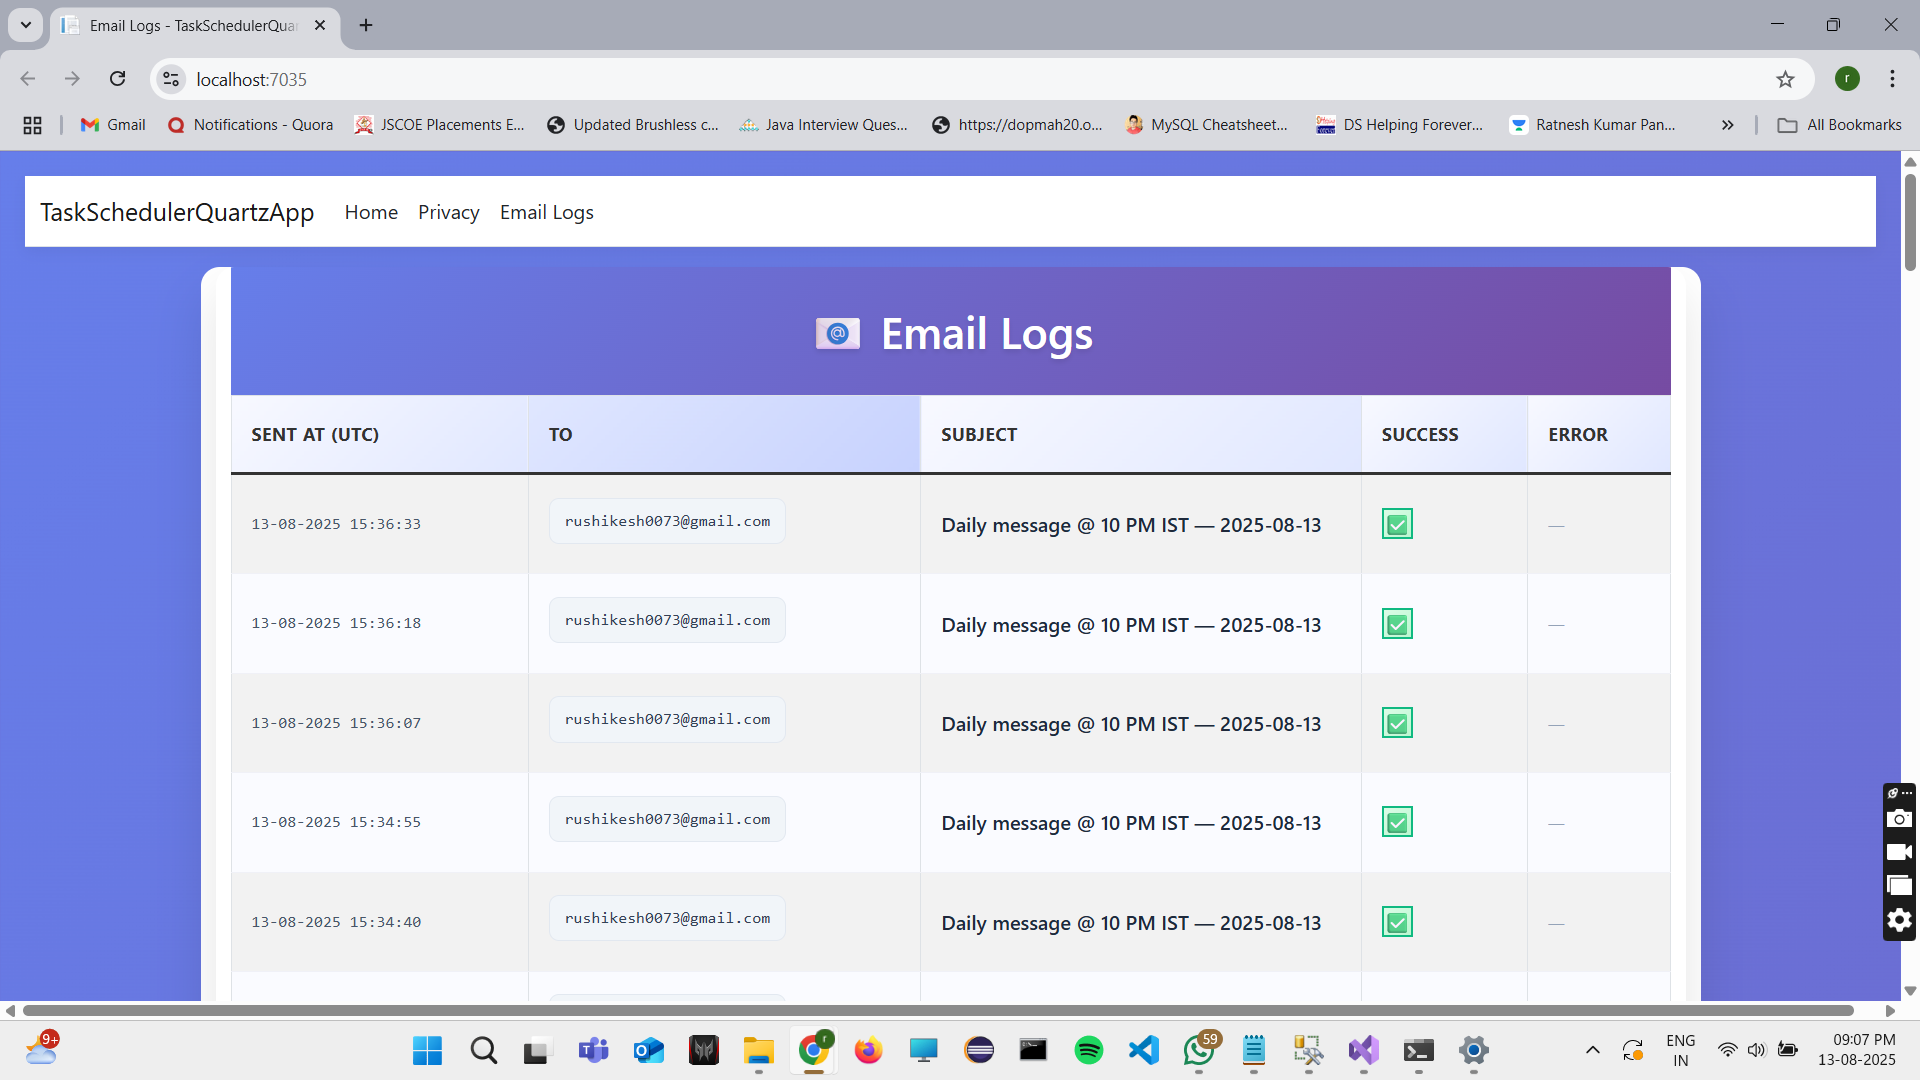 Email Logs - TaskSchedulerQuar
localhost:7035
Gmail
Notifications - Quora
JSCOE Placements E...
Updated Brushless c...
Java Interview Ques...
https://dopmah20.o...
MySQL Cheatsheet...
DS Helping Forever...
Ratnesh Kumar Pan...
All Bookmarks
TaskSchedulerQuartzApp Home Privacy Email Logs
Email Logs
SENT AT (UTC) TO SUBJECT SUCCESS ERROR
13-08-2025 15:36:33 rushikesh0073@gmail.com Daily message @ 10 PM IST — 2025-08-13 —
13-08-2025 15:36:18 rushikesh0073@gmail.com Daily message @ 10 PM IST — 2025-08-13 —
13-08-2025 15:36:07 rushikesh0073@gmail.com Daily message @ 10 PM IST — 2025-08-13 —
13-08-2025 15:34:55 rushikesh0073@gmail.com Daily message @ 10 PM IST — 2025-08-13 —
13-08-2025 15:34:40 rushikesh0073@gmail.com Daily message @ 10 PM IST — 2025-08-13 —
9+
59
ENG
IN
09:07 PM
13-08-2025